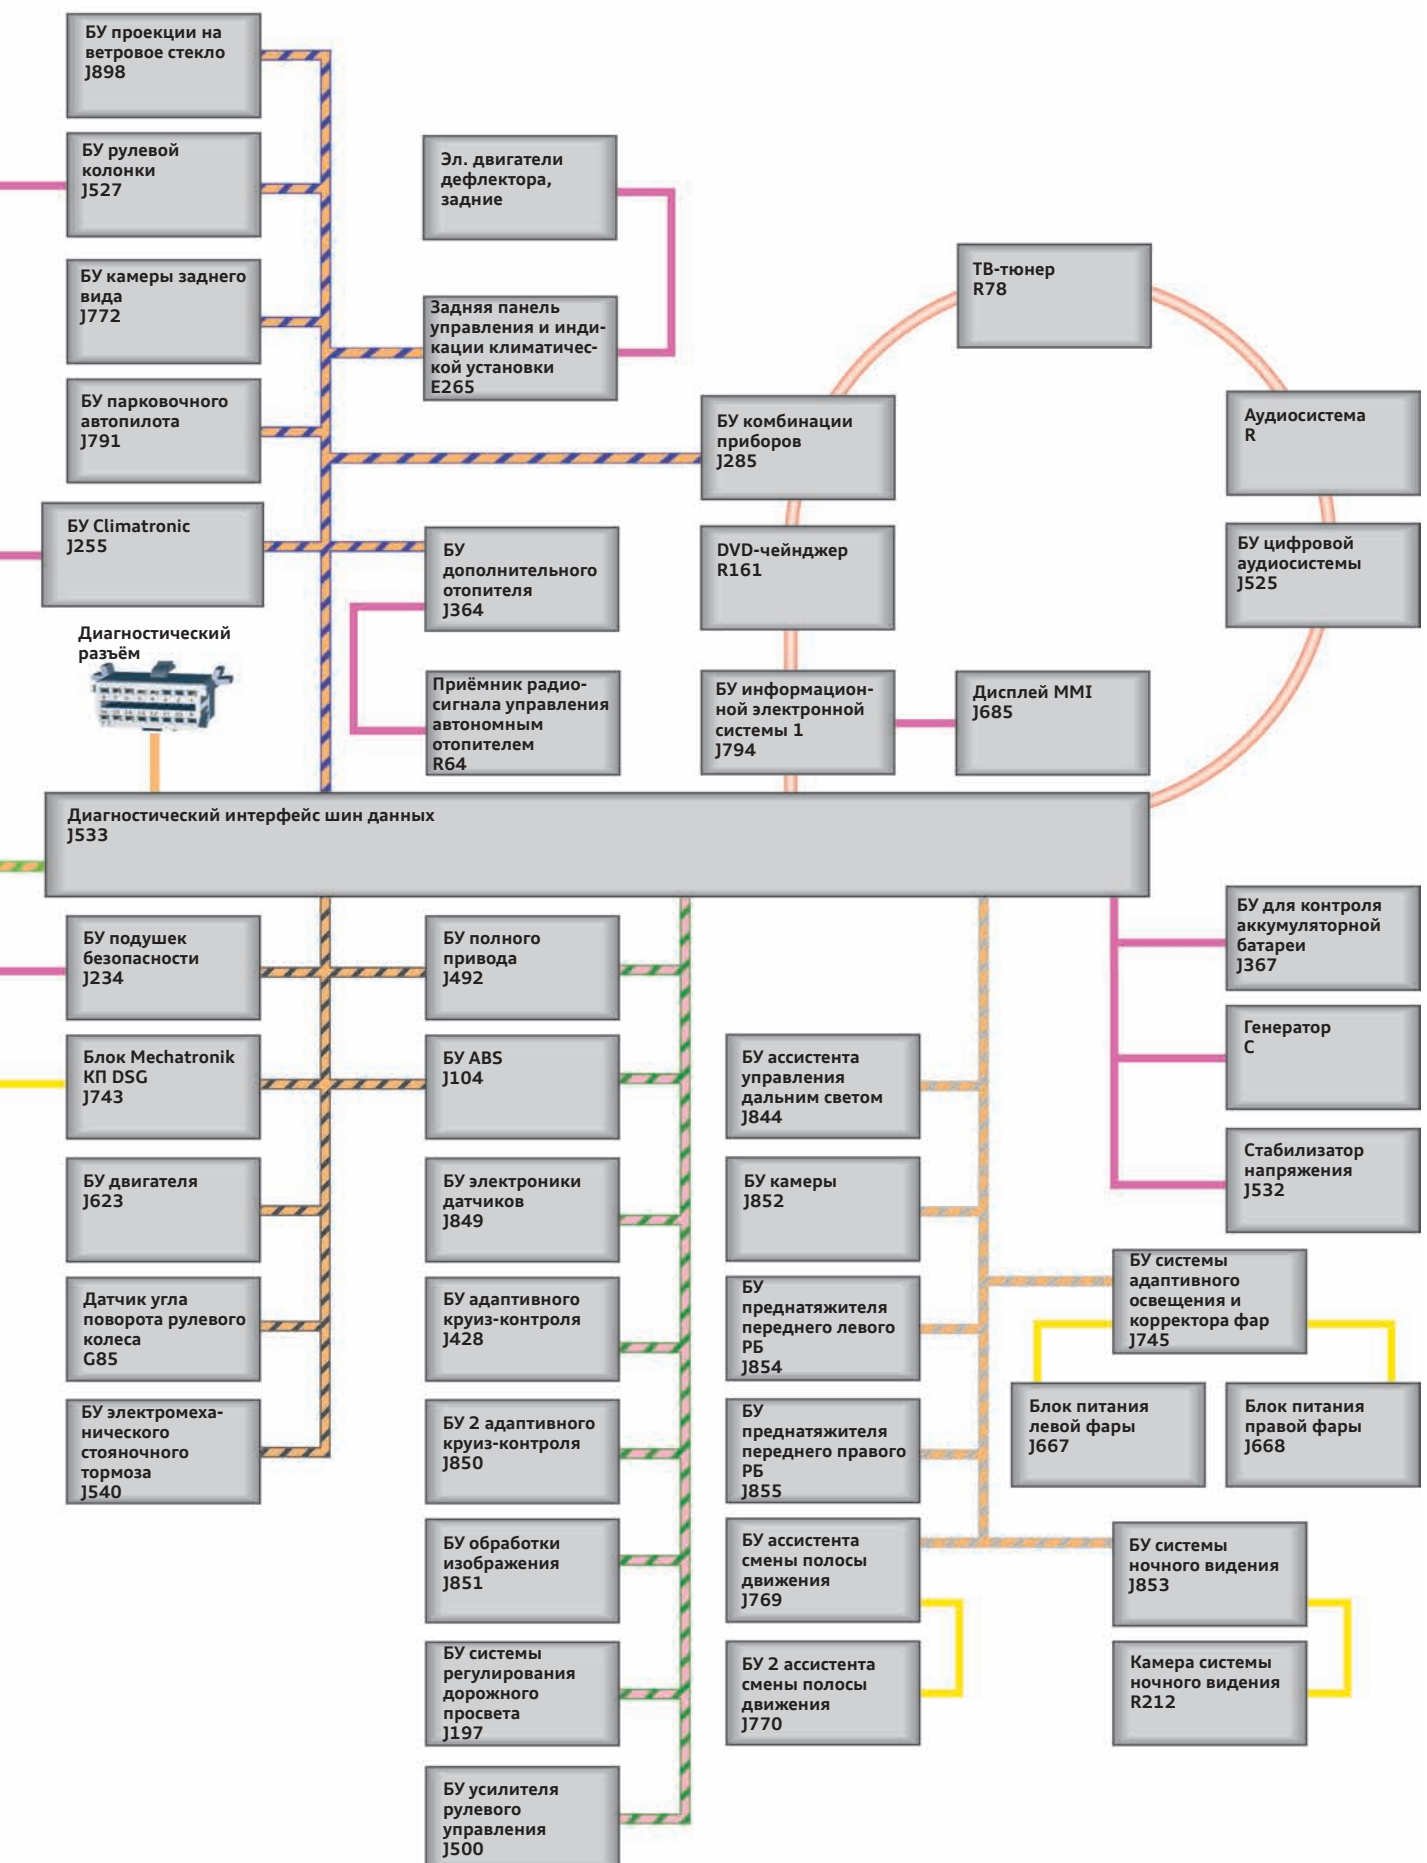 БУ проекции на
ветровое стекло
J898
БУ рулевой
колонки
J527
БУ камеры заднего
вида
J772
БУ парковочного
автопилота
J791
БУ Climatronic
J255
Диагностический
разъём
Эл. двигатели
дефлектора,
задние
Задняя панель
управления и инди-
кации климатичес-
кой установки
E265
БУ
дополнительного
отопителя
J364
Приёмник радио-
сигнала управления
автономным
отопителем
R64
ТВ-тюнер
R78
БУ комбинации
приборов
J285
DVD-чейнджер
R161
БУ информацион-
ной электронной
системы 1
J794
Дисплей MMI
J685
Аудиосистема
R
БУ цифровой
аудиосистемы
J525
Диагностический интерфейс шин данных
J533
БУ подушек
безопасности
J234
Блок Mechatronik
КП DSG
J743
БУ двигателя
J623
Датчик угла
поворота рулевого
колеса
G85
БУ электромеха-
нического
стояночного
тормоза
J540
БУ полного
привода
J492
БУ ABS
J104
БУ электроники
датчиков
J849
БУ адаптивного
круиз-контроля
J428
БУ 2 адаптивного
круиз-контроля
J850
БУ обработки
изображения
J851
БУ системы
регулирования
дорожного
просвета
J197
БУ усилителя
рулевого
управления
J500
БУ ассистента
управления
дальним светом
J844
БУ камеры
J852
БУ
преднатяжителя
переднего левого
РБ
J854
БУ
преднатяжителя
переднего правого
РБ
J855
БУ ассистента
смены полосы
движения
J769
БУ 2 ассистента
смены полосы
движения
J770
БУ для контроля
аккумуляторной
батареи
J367
Генератор
C
Стабилизатор
напряжения
J532
БУ системы
адаптивного
освещения и
корректора фар
J745
Блок питания
левой фары
J667
Блок питания
правой фары
J668
БУ системы
ночного видения
J853
Камера системы
ночного видения
R212